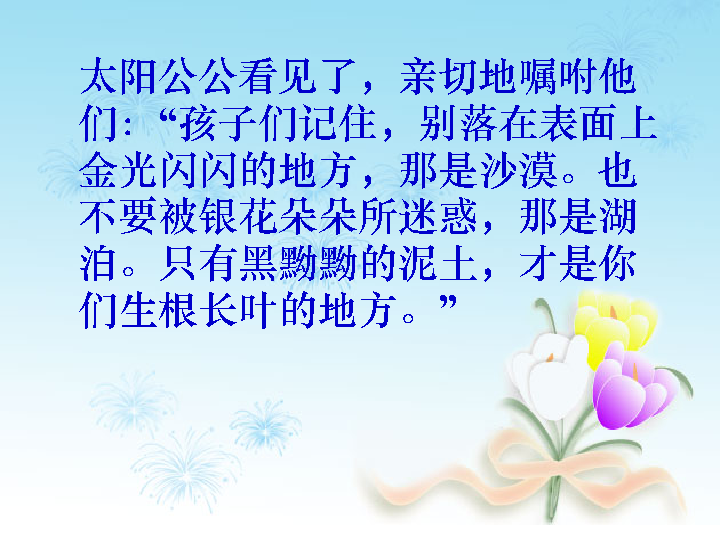 太阳公公看见了，亲切地嘱咐他
们：“孩子们记住，别落在表面上
金光闪闪的地方，那是沙漠。也
不要被银花朵朵所迷惑，那是湖
泊。只有黑黝黝的泥土，才是你
们生根长叶的地方。”